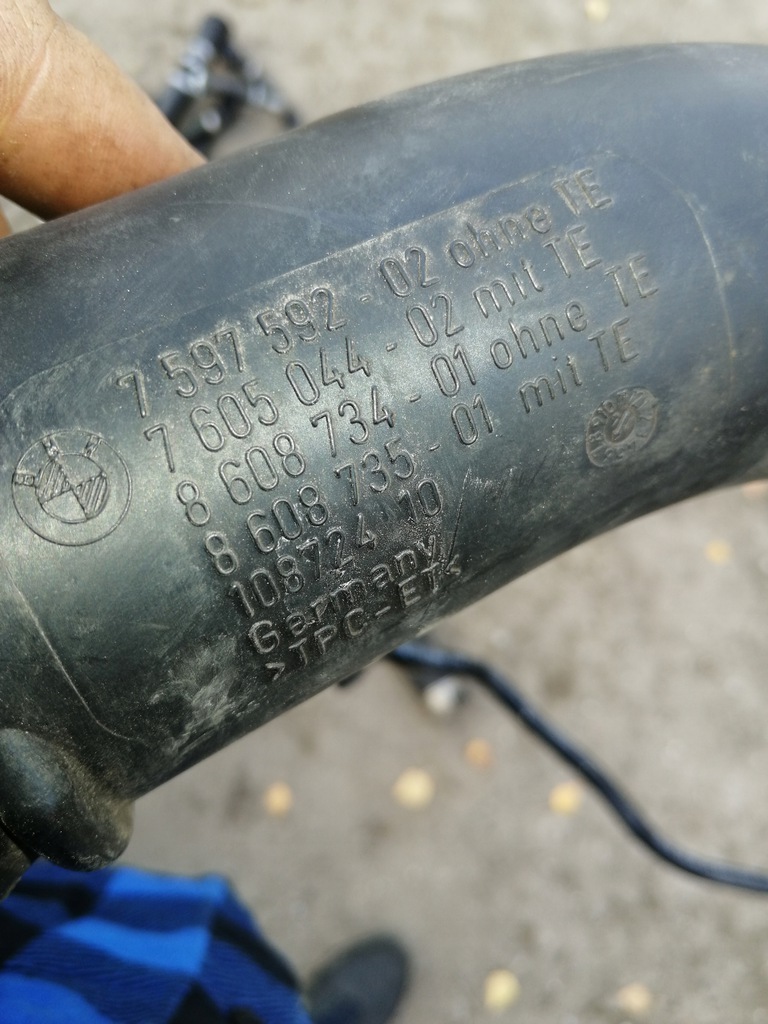 7 597 592 - 02 ohne TE
7 605 044 - 02 mit TE
8 608 734 - 01 ohne TE
8 608 735 - 01 mit TE
108724 10
Germany
>TPC-ET<
BMW